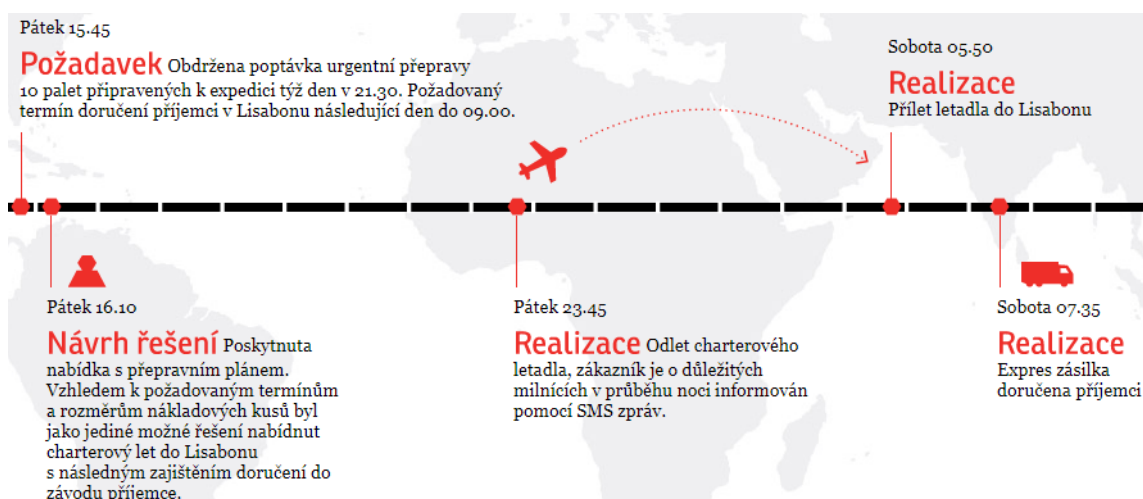 Pátek 15.45
Požadavek Obdržena poptávka urgentní přepravy
10 palet připravených k expedici týž den v 21.30. Požadovaný
termín doručení příjemci v Lisabonu následující den do 09.00.
Sobota 05.50
Realizace
Přílet letadla do Lisabonu
Pátek 16.10
Návrh řešení Poskytnuta
nabídka s přepravním plánem.
Vzhledem k požadovaným termínům
a rozměrům nákladových kusů byl
jako jediné možné řešení nabídnut
charterový let do Lisabonu
s následným zajištěním doručení do
závodu příjemce.
Pátek 23.45
Realizace Odlet charterového
letadla, zákazník je o důležitých
milnících v průběhu noci informován
pomocí SMS zpráv.
Sobota 07.35
Realizace
Expres zásilka
doručena příjemci